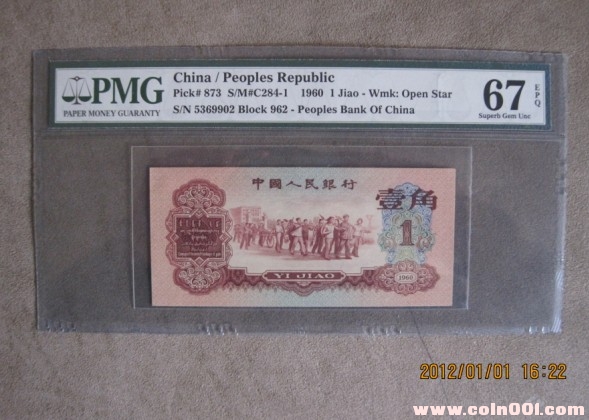 PMG
PAPER MONEY GUARANTY
China / Peoples Republic
Pick# 873 S/M#C284-1 1960 1 Jiao - Wmk: Open Star
S/N 5369902 Block 962 - Peoples Bank Of China
67 EPQ
Superb Gem Unc
中國人民銀行
壹角
1
YI JIAO
1960
2012/01/01 16:22
www.coin001.com